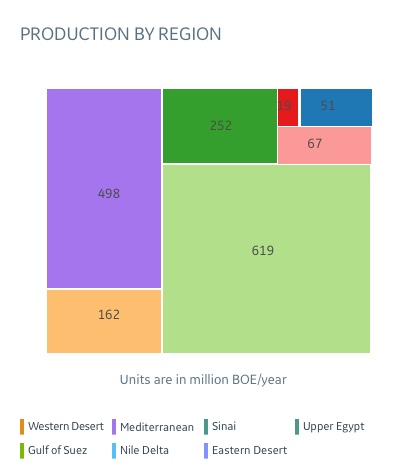 PRODUCTION BY REGION
19 51
252
67
498
619
162
Units are in million BOE/year
Western Desert Mediterranean Sinai Upper Egypt
Gulf of Suez Nile Delta Eastern Desert